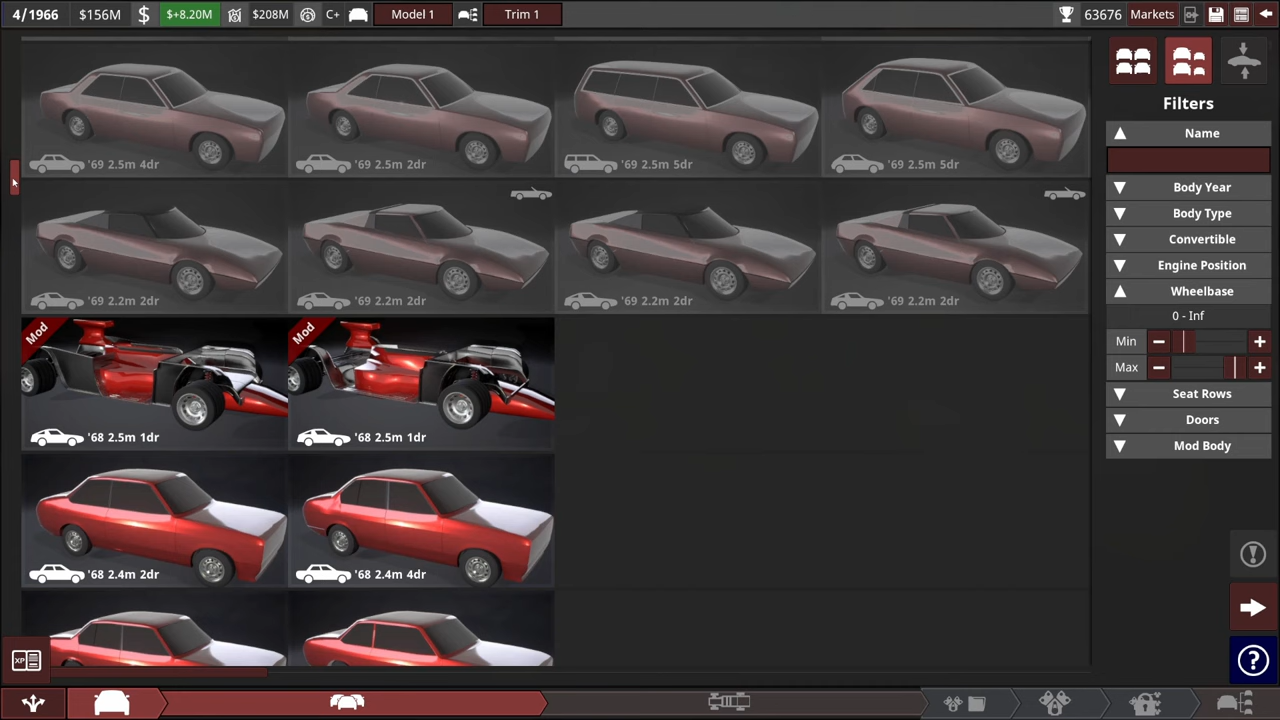 4/1966 $156M $ $+8.20M $208M C+ Model 1 Trim 1 63676 Markets
'69 2.5m 4dr
'69 2.5m 2dr
'69 2.5m 5dr
'69 2.5m 5dr
'69 2.2m 2dr
'69 2.2m 2dr
'69 2.2m 2dr
'69 2.2m 2dr
Mod
'68 2.5m 1dr
Mod
'68 2.5m 1dr
'68 2.4m 2dr
'68 2.4m 4dr
Filters
Name
Body Year
Body Type
Convertible
Engine Position
Wheelbase
0 - Inf
Min
Max
Seat Rows
Doors
Mod Body
XP
?